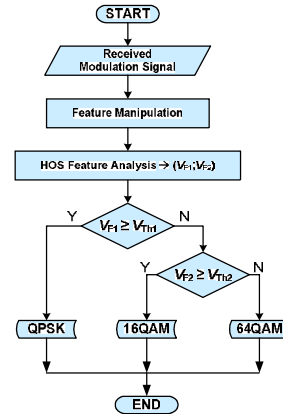 START
Received
Modulation Signal
Feature Manipulation
HOS Feature Analysis → (VF1;VF2)
Y
VF1 ≥ VTh1
N
Y
VF2 ≥ VTh2
N
QPSK
16QAM
64QAM
END